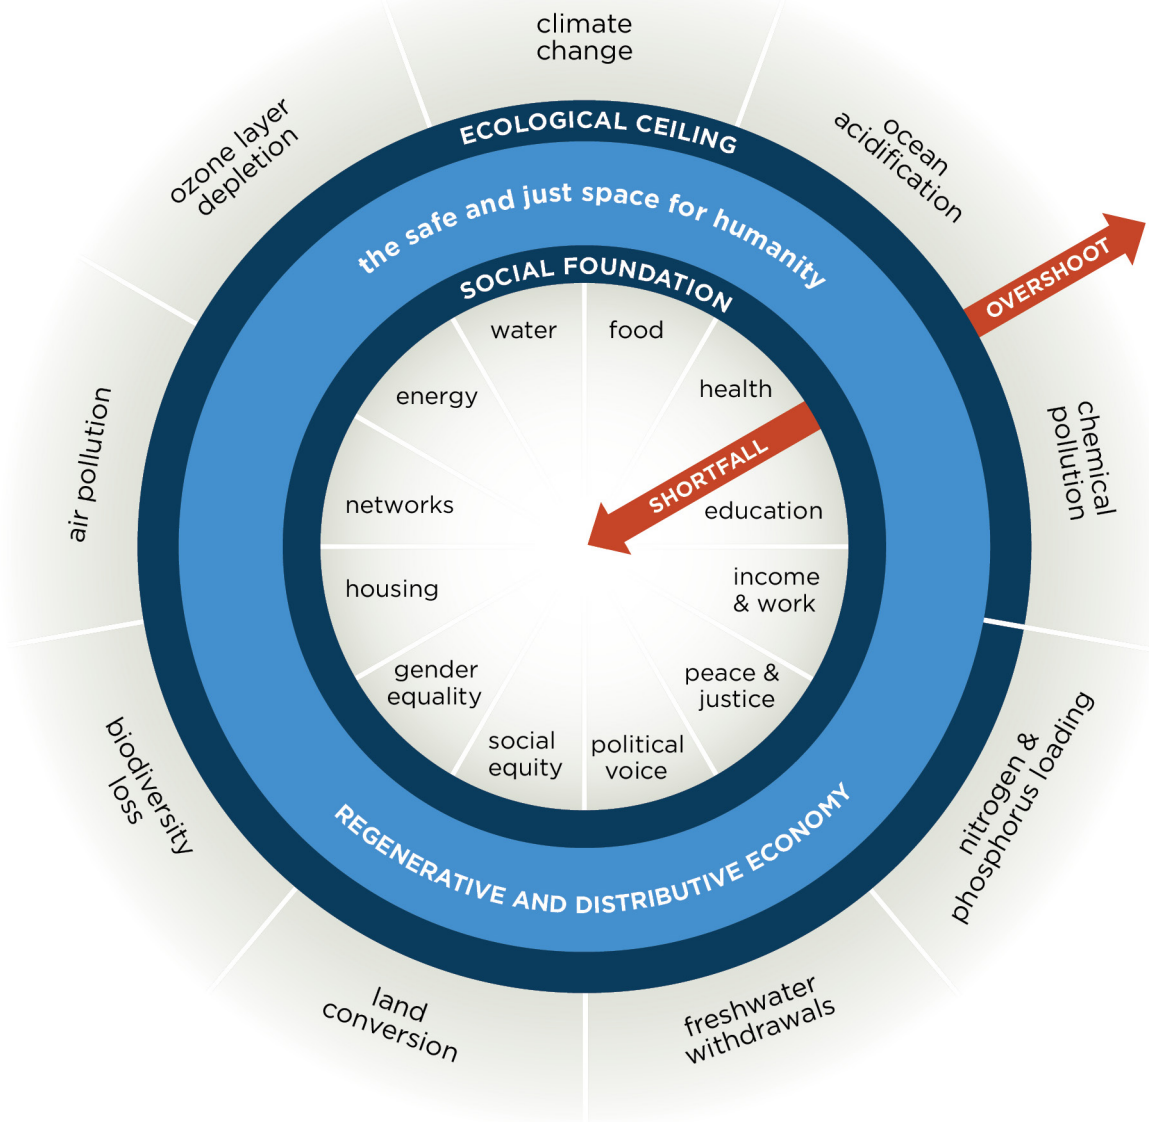 climate
change
ocean
acidification
OVERSHOOT
chemical
pollution
nitrogen &
phosphorus loading
freshwater
withdrawals
land
conversion
biodiversity
loss
air pollution
ozone layer
depletion
ECOLOGICAL CEILING
the safe and just space for humanity
SOCIAL FOUNDATION
water
food
health
SHORTFALL
education
income
& work
peace &
justice
political
voice
social
equity
gender
equality
housing
networks
energy
REGENERATIVE AND DISTRIBUTIVE ECONOMY